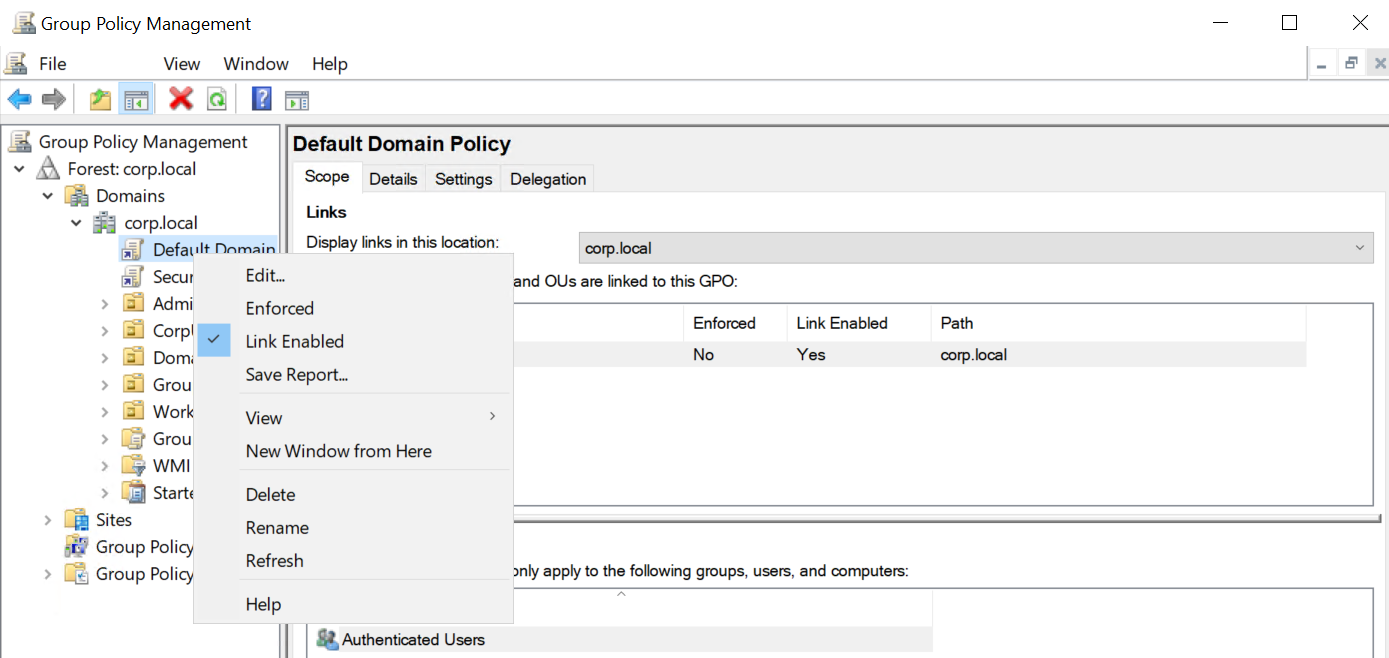 Group Policy Management
File View Window Help
Group Policy Management
Forest: corp.local
Domains
corp.local
Default Domain
Secur
Admi
Corp
Doma
Grou
Work
Grou
WMI
Starte
Sites
Group Policy
Group Policy
Edit...
Enforced
Link Enabled
Save Report...
View
New Window from Here
Delete
Rename
Refresh
Help
Default Domain Policy
Scope Details Settings Delegation
Links
Display links in this location: corp.local
and OUs are linked to this GPO:
Enforced Link Enabled Path
No Yes corp.local
only apply to the following groups, users, and computers:
Authenticated Users